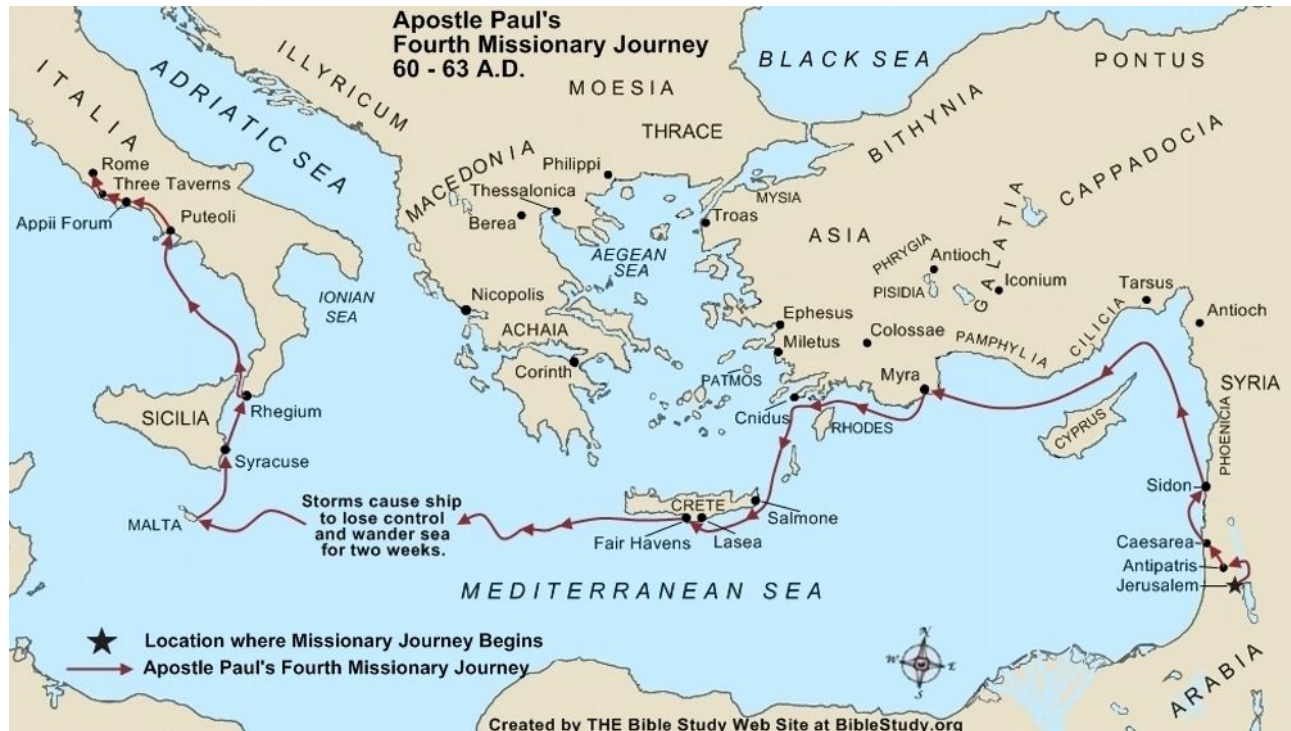 Apostle Paul's
Fourth Missionary Journey
60 - 63 A.D.
BLACK SEA
PONTUS
ILLYRICUM
MOESIA
ITALIA
ADRIATIC SEA
THRACE
BITHYNIA
CAPPADOCIA
MACEDONIA
Philippi
Rome
Thessalonica
MYSIA
Three Taverns
Appii Forum
Puteoli
Berea
Troas
ASIA
GALATIA
AEGEAN
SEA
PHRYGIA
Antioch
PISIDIA
Iconium
Tarsus
IONIAN
SEA
Nicopolis
Ephesus
CILICIA
Antioch
ACHAIA
Miletus
Colossae
PAMPHYLIA
Corinth
PATMOS
Myra
SYRIA
SICILIA
Rhegium
Cnidus
RHODES
CYPRUS
PHOENICIA
Syracuse
Sidon
MALTA
Storms cause ship
to lose control
and wander sea
for two weeks.
CRETE
Salmone
Fair Havens
Lasea
Caesarea
Antipatris
Jerusalem
MEDITERRANEAN SEA
Location where Missionary Journey Begins
Apostle Paul's Fourth Missionary Journey
N
W
E
S
ARABIA
Created by THE Bible Study Web Site at BibleStudy.org